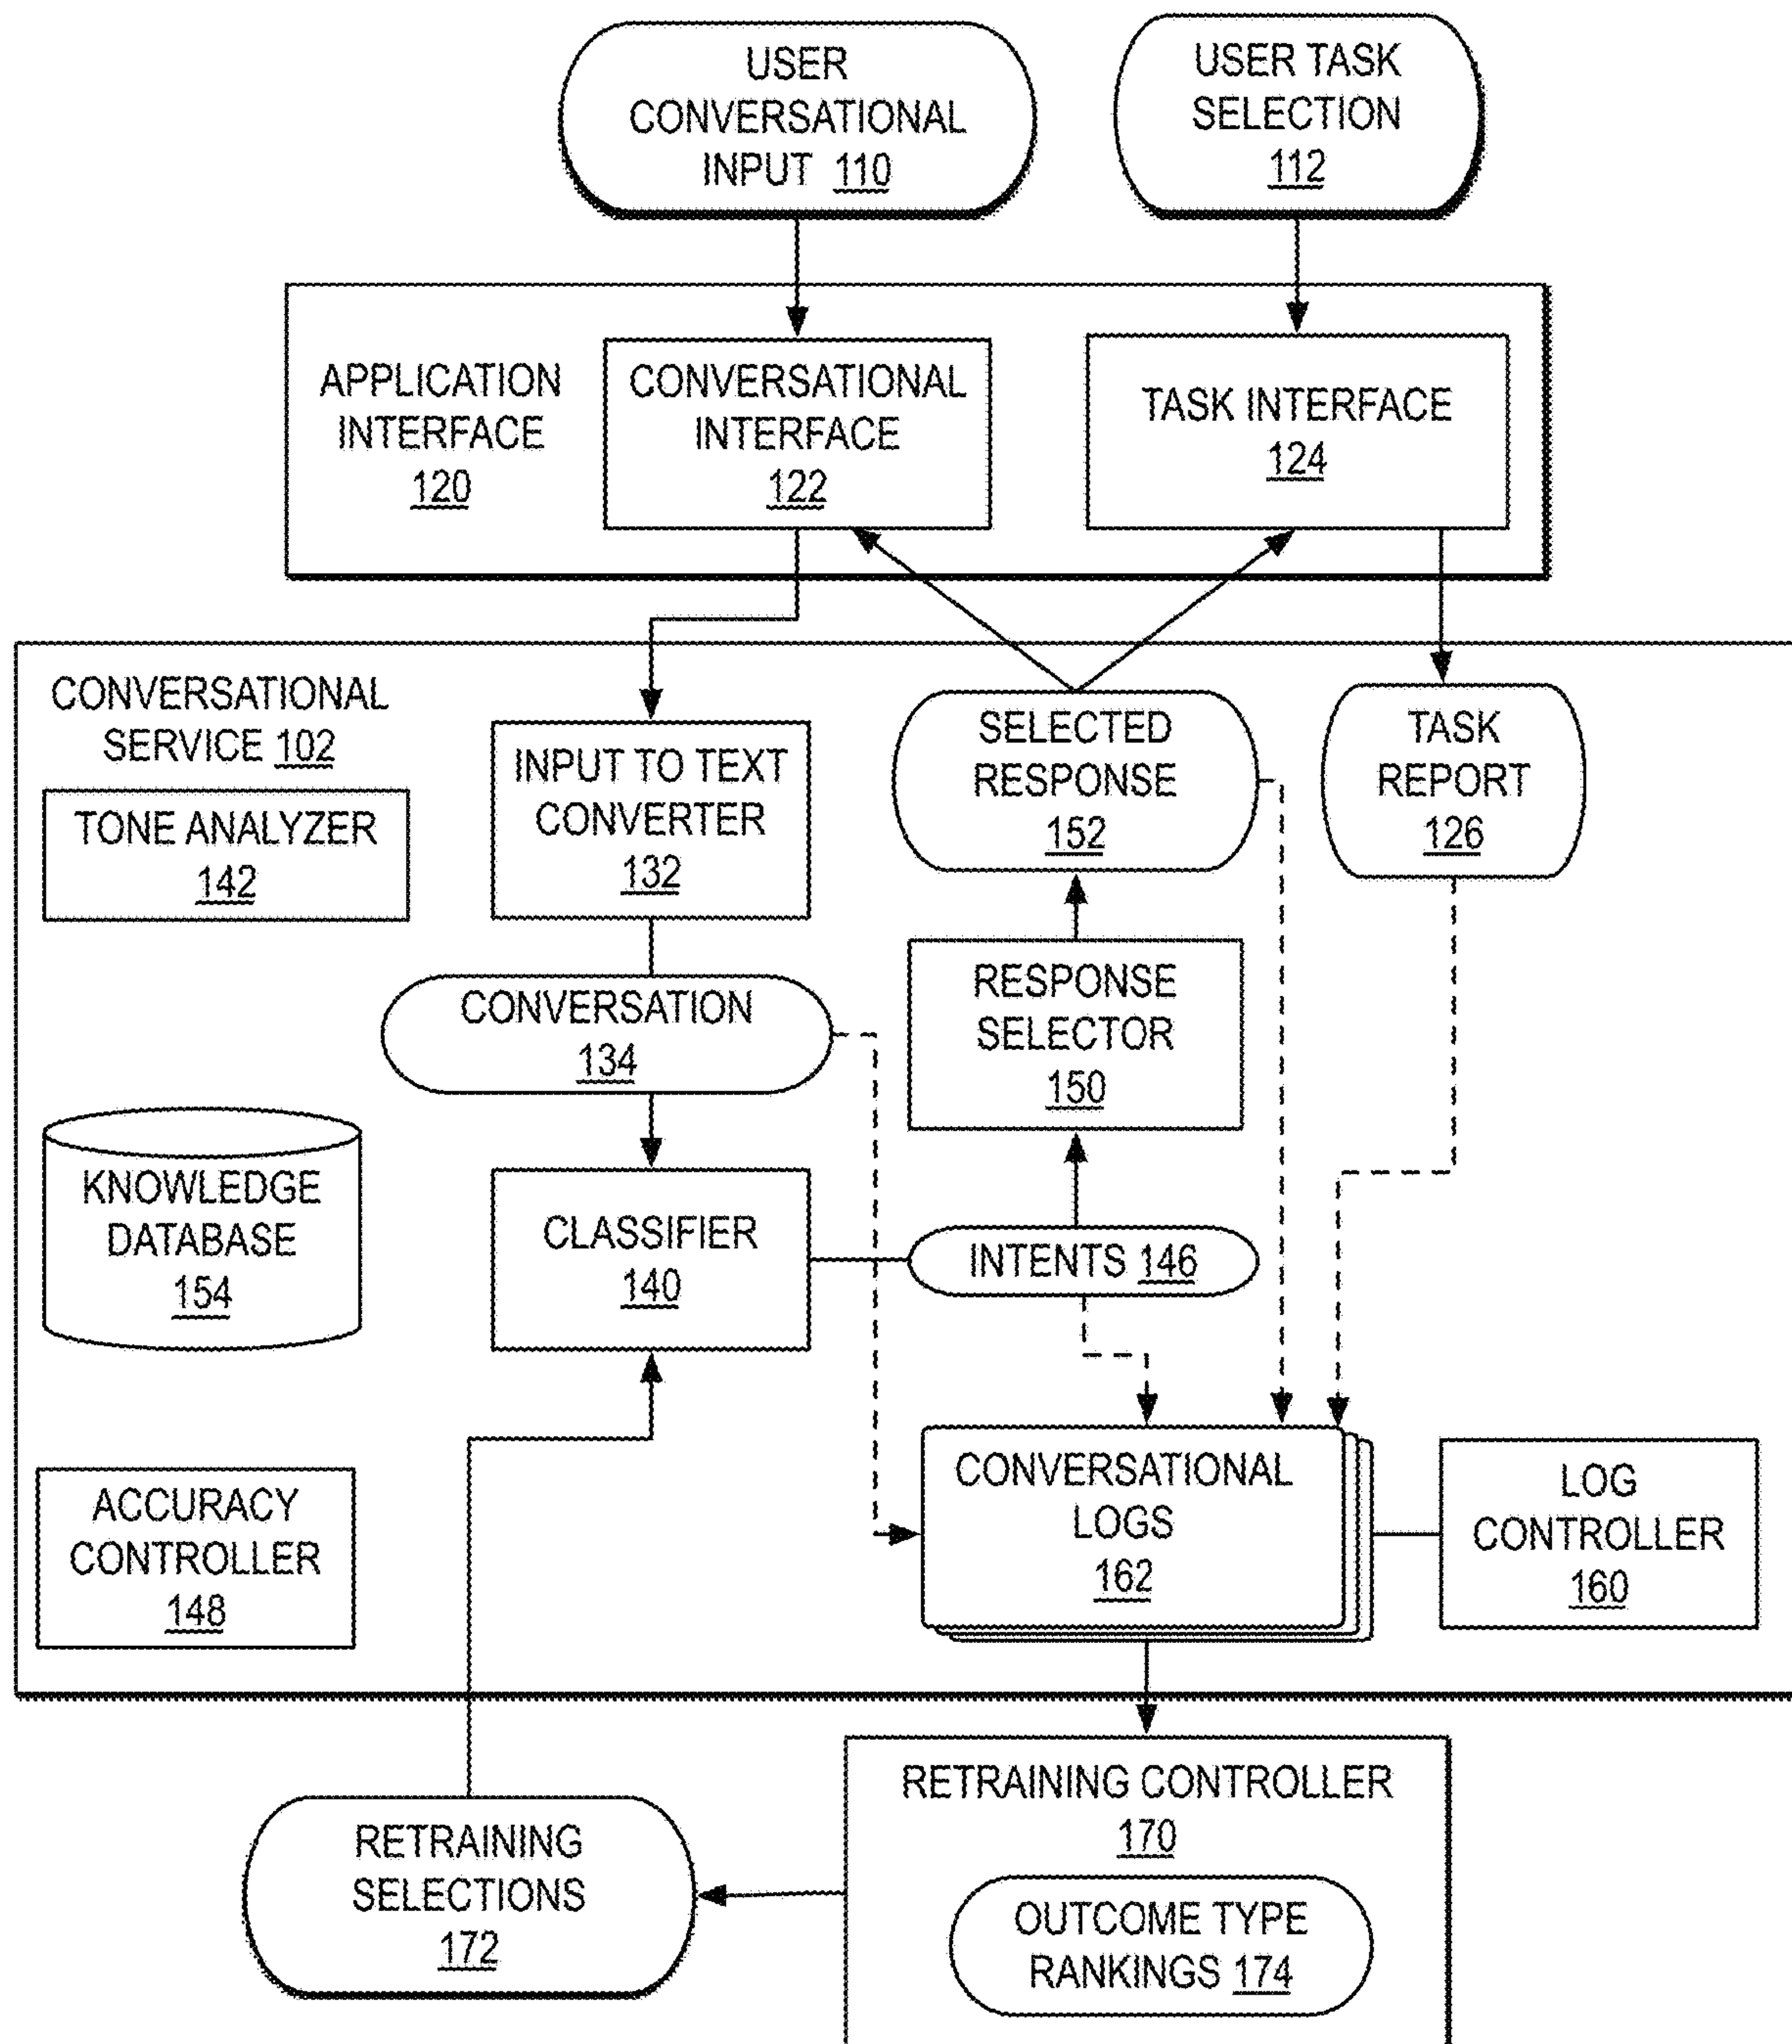 USER
CONVERSATIONAL
INPUT 110
USER TASK
SELECTION
112
APPLICATION
INTERFACE
120
CONVERSATIONAL
INTERFACE
122
TASK INTERFACE
124
CONVERSATIONAL
SERVICE 102
TONE ANALYZER
142
INPUT TO TEXT
CONVERTER
132
SELECTED
RESPONSE
152
TASK
REPORT
126
CONVERSATION
134
RESPONSE
SELECTOR
150
KNOWLEDGE
DATABASE
154
CLASSIFIER
140
INTENTS 146
ACCURACY
CONTROLLER
148
CONVERSATIONAL
LOGS
162
LOG
CONTROLLER
160
RETRAINING
SELECTIONS
172
RETRAINING CONTROLLER
170
OUTCOME TYPE
RANKINGS 174